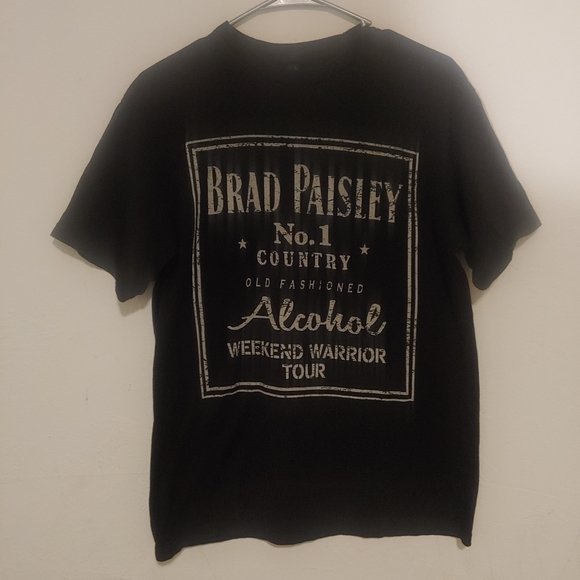 BRAD PAISLEY
No.1
COUNTRY
OLD FASHIONED
Alcohol
WEEKEND WARRIOR
TOUR